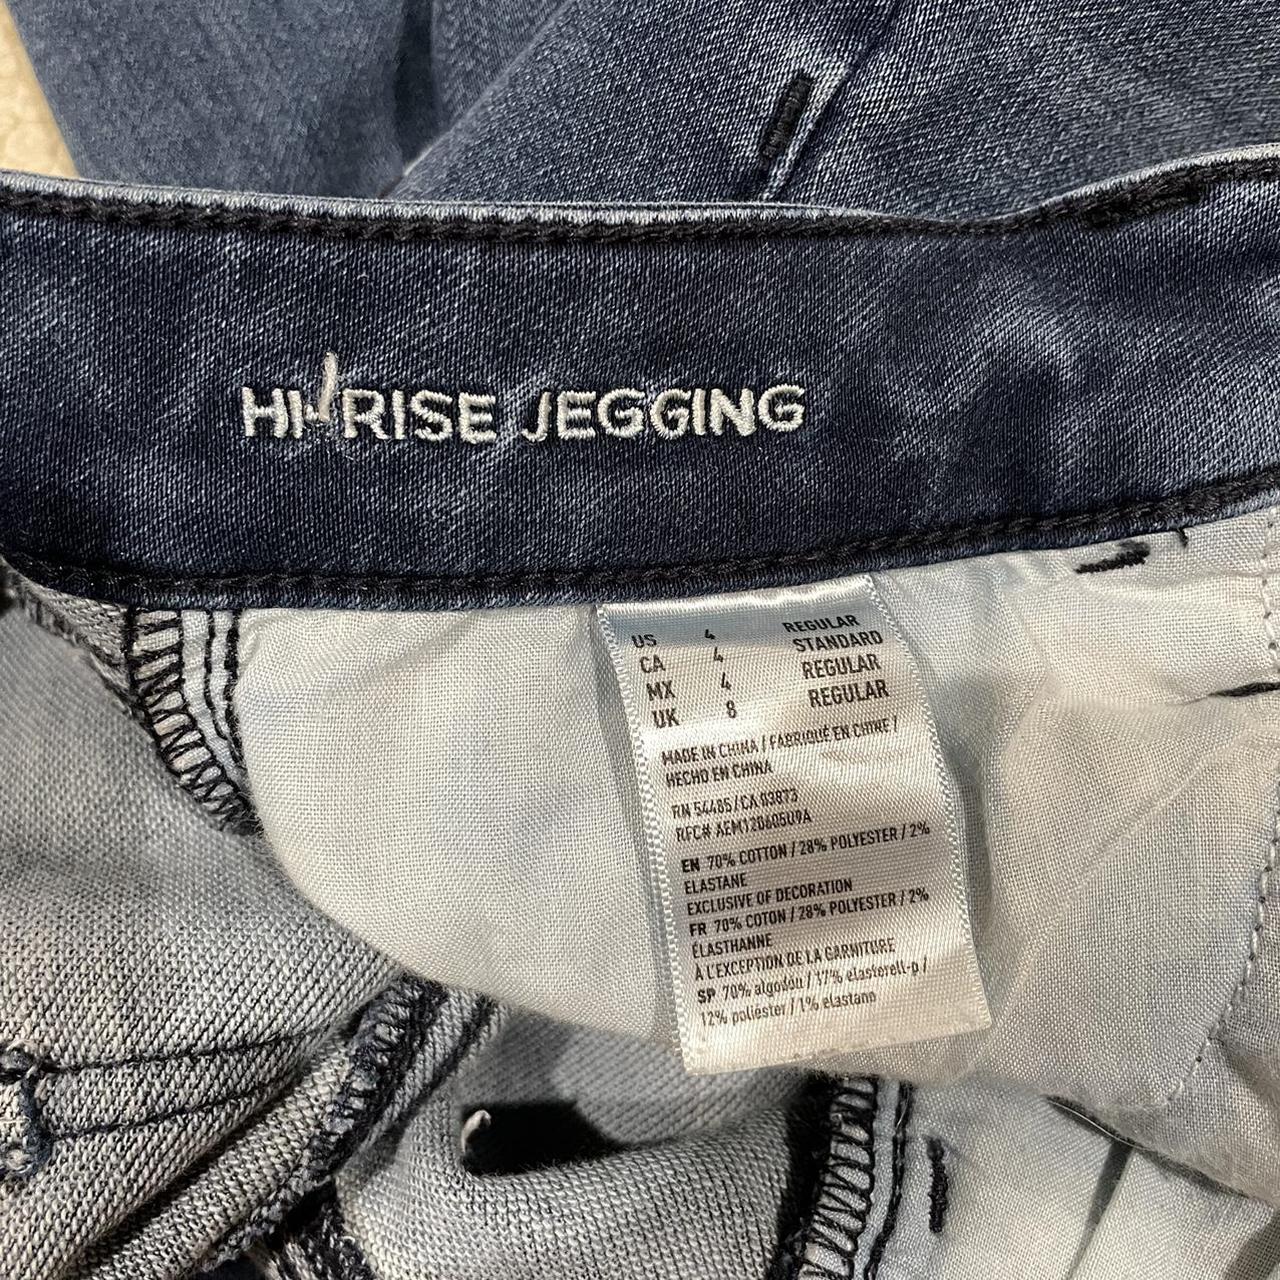 HI-RISE JEGGING
US 4 REGULAR
CA 4 STANDARD
MX 4 REGULAR
UK 8 REGULAR
MADE IN CHINA / FABRIQUÉ EN CHINE /
HECHO EN CHINA
RN 54485/CA 03873
RFC# AEM120605U9A
EN 70% COTTON / 28% POLYESTER / 2%
ELASTANE
EXCLUSIVE OF DECORATION
FR 70% COTON / 28% POLYESTER / 2%
ÉLASTHANNE
À L'EXCEPTION DE LA GARNITURE
SP 70% algodón / 17% elasterell-p /
12% poliéster / 1% elastano